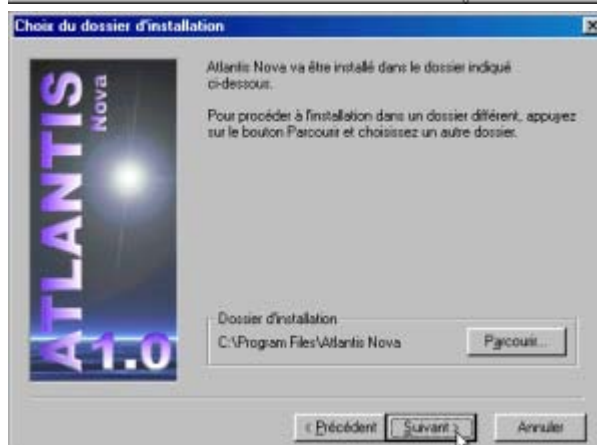 Choix du dossier d'installation
ATLANTIS
Nova
1.0
Atlantis Nova va être installé dans le dossier indiqué
ci-dessous.
Pour procéder à l'installation dans un dossier différent, appuyez
sur le bouton Parcourir et choisissez un autre dossier.
Dossier d'installation
C:\Program Files\Atlantis Nova
Parcourir...
< Précédent
Suivant >
Annuler